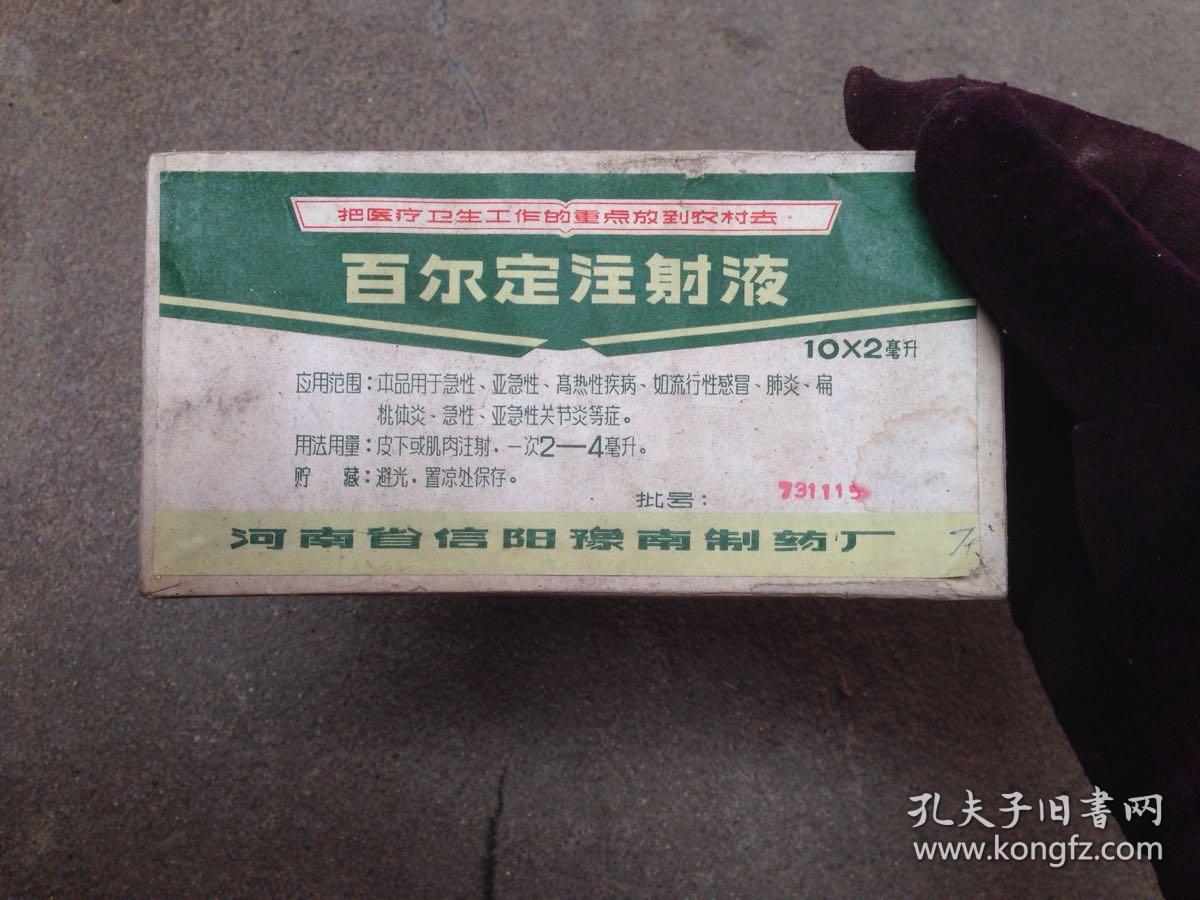 把医疗卫生工作的重点放到农村去
百尔定注射液
10X2毫升
应用范围：本品用于急性、亚急性、高热性疾病、如流行性感冒、肺炎、扁
桃体炎、急性、亚急性关节炎等症。
用法用量：皮下或肌肉注射，一次2—4毫升。
贮 藏：避光，置凉处保存。
批号： 731115
河南省信阳豫南制药厂
孔夫子旧书网
www.kongfz.com